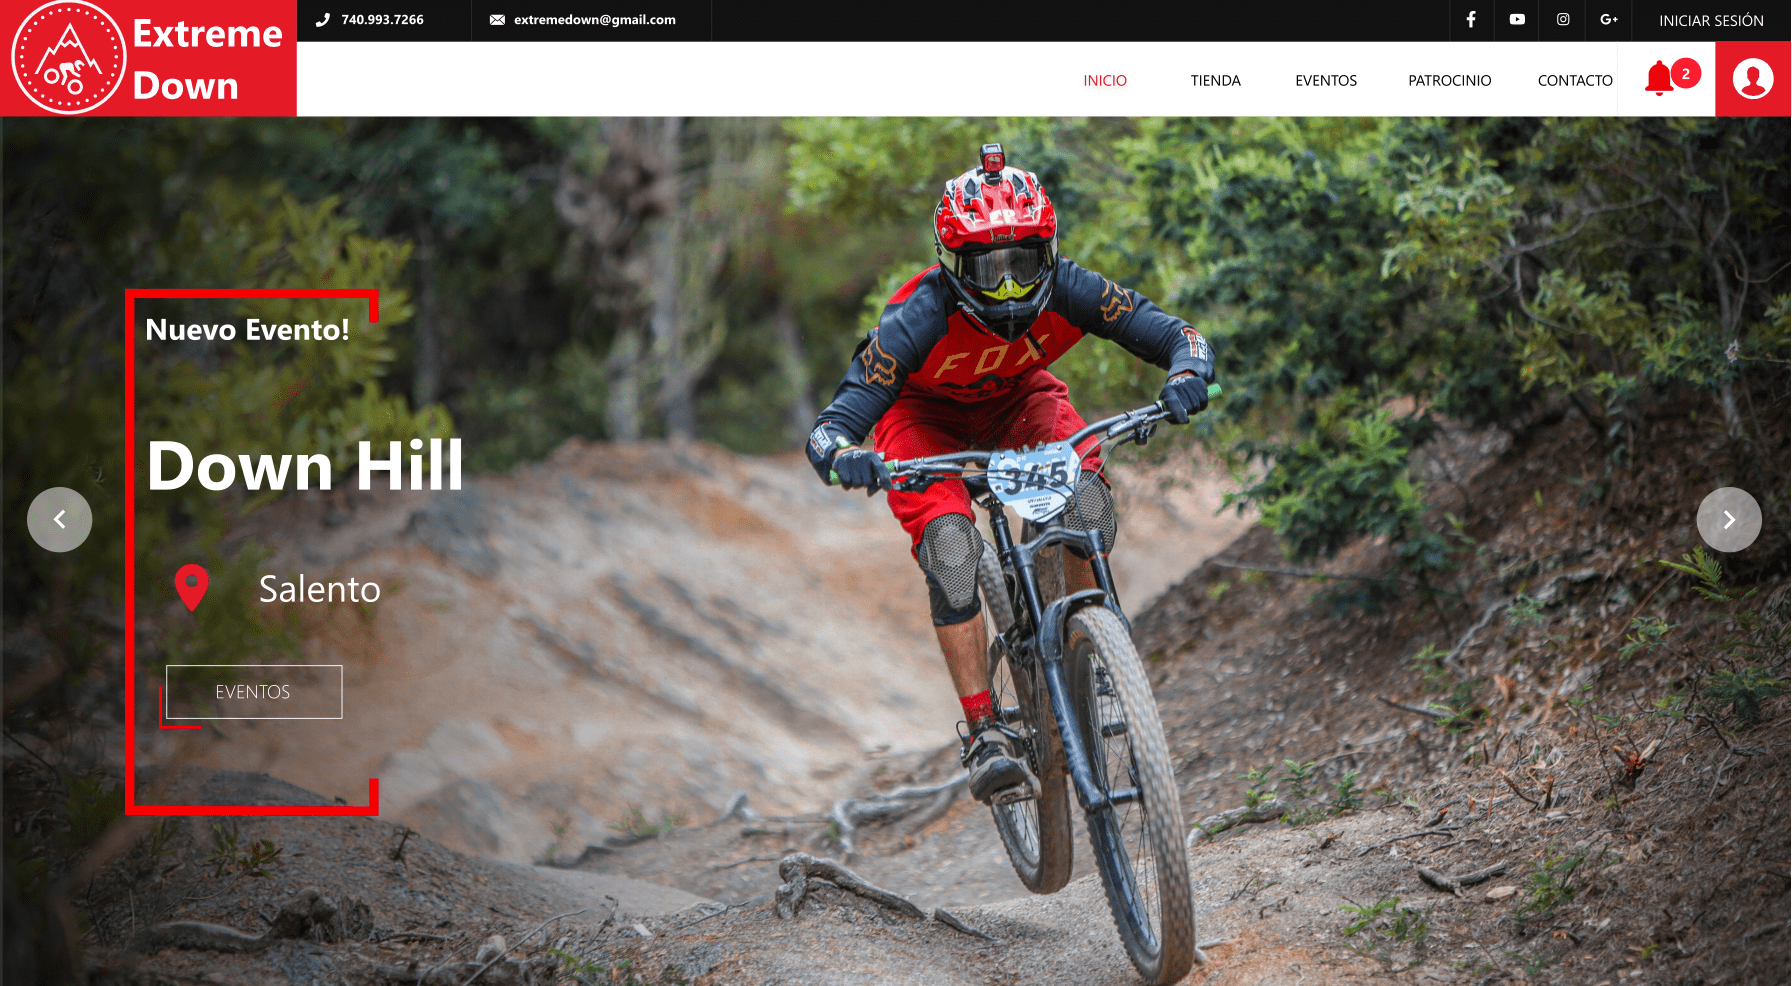 Extreme
Down
740.993.7266
extremedown@gmail.com
INICIAR SESIÓN
INICIO
TIENDA
EVENTOS
PATROCINIO
CONTACTO
2
Nuevo Evento!
Down Hill
Salento
EVENTOS
FOX
345